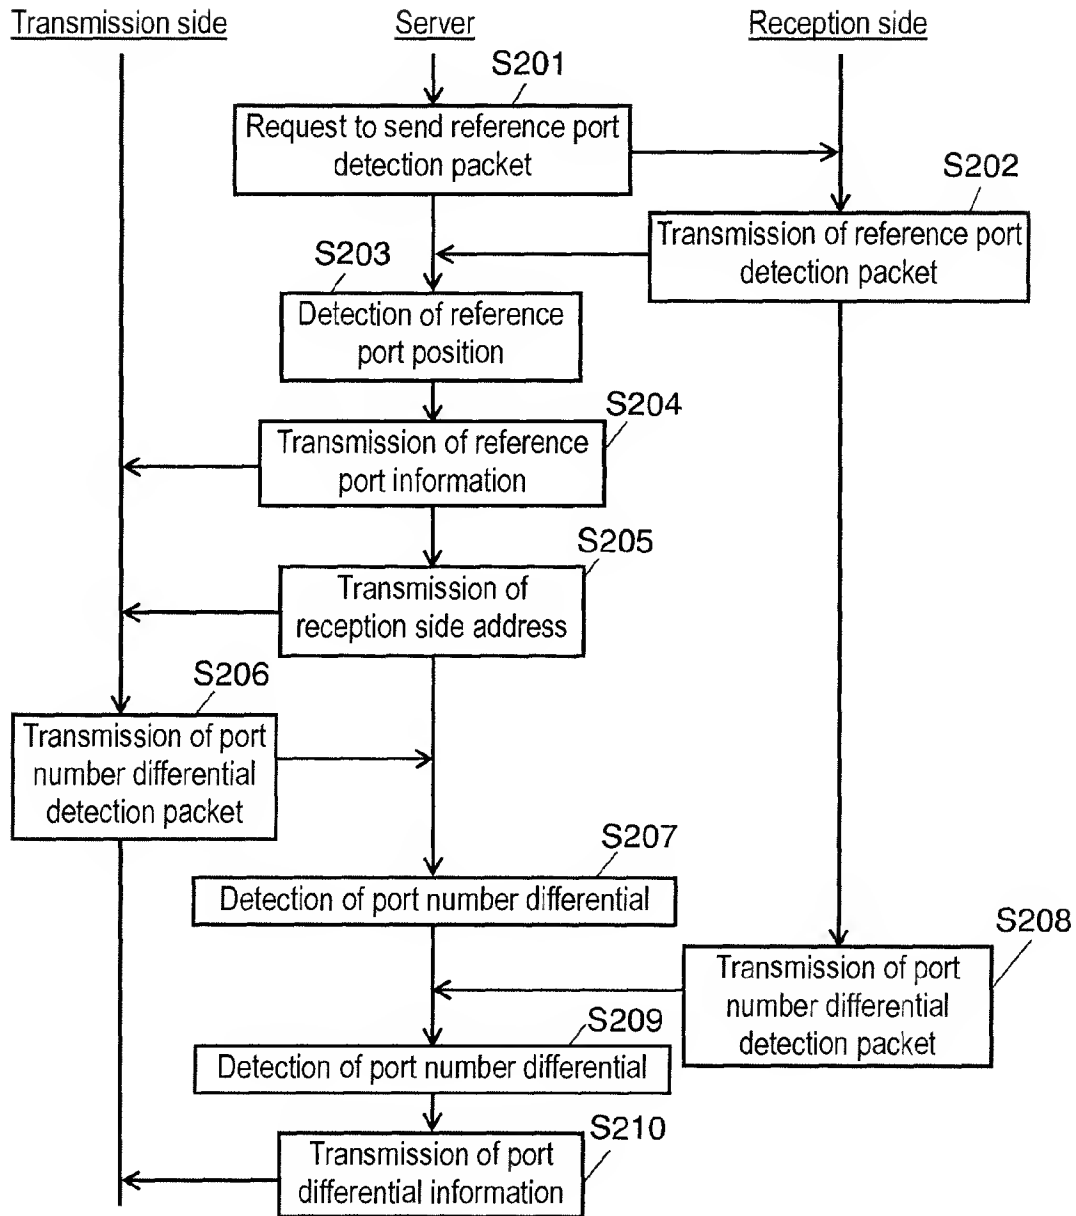 Transmission side
Server
Reception side
S201
Request to send reference port
detection packet
S202
Transmission of reference port
detection packet
S203
Detection of reference
port position
S204
Transmission of reference
port information
S205
Transmission of
reception side address
S206
Transmission of port
number differential
detection packet
S207
Detection of port number differential
S208
Transmission of port
number differential
detection packet
S209
Detection of port number differential
S210
Transmission of port
differential information